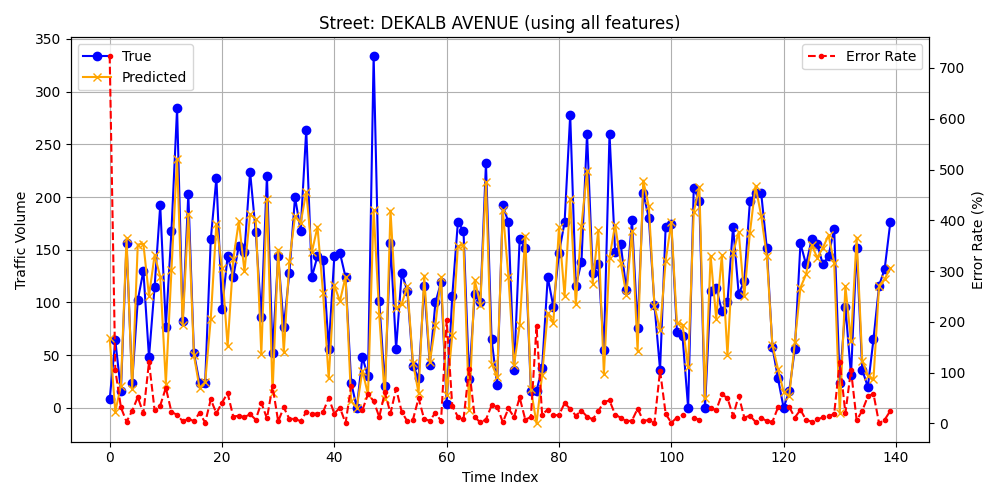 Street: DEKALB AVENUE (using all features)
True
Predicted
Error Rate
350
300
250
200
150
100
50
0
Traffic Volume
700
600
500
400
300
200
100
0
Error Rate (%)
0 20 40 60 80 100 120 140
Time Index